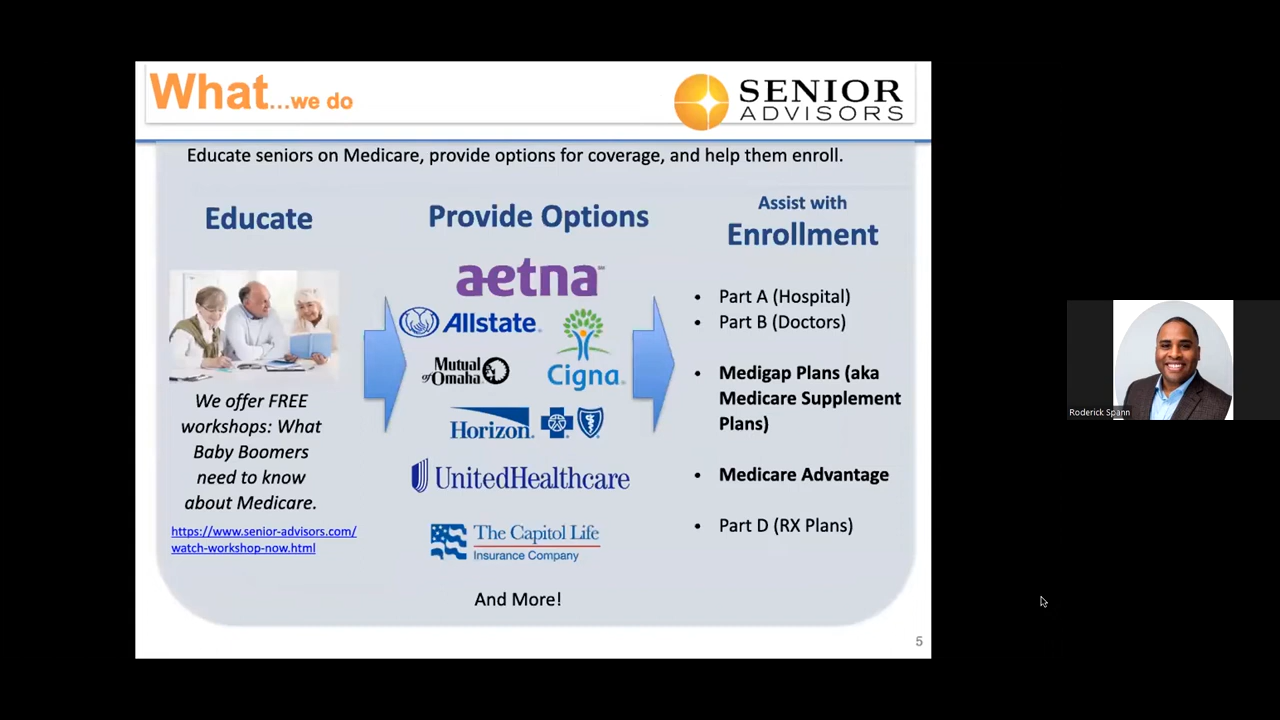 What...we do
SENIOR
ADVISORS
Educate seniors on Medicare, provide options for coverage, and help them enroll.
Educate
We offer FREE
workshops: What
Baby Boomers
need to know
about Medicare.
https://www.senior-advisors.com/
watch-workshop-now.html
Provide Options
aetna
Allstate
Mutual
of Omaha
Cigna
Horizon
UnitedHealthcare
The Capitol Life
Insurance Company
And More!
Assist with
Enrollment
• Part A (Hospital)
• Part B (Doctors)
• Medigap Plans (aka
Medicare Supplement
Plans)
• Medicare Advantage
• Part D (RX Plans)
5
Roderick Spann